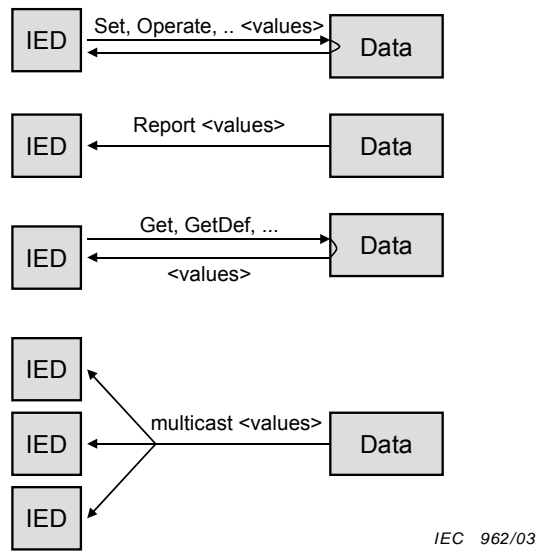 Set, Operate, .. <values>
IED
Data
Report <values>
IED
Data
Get, GetDef, ...
IED
Data
<values>
IED
multicast <values>
IED
Data
IED
IEC 962/03